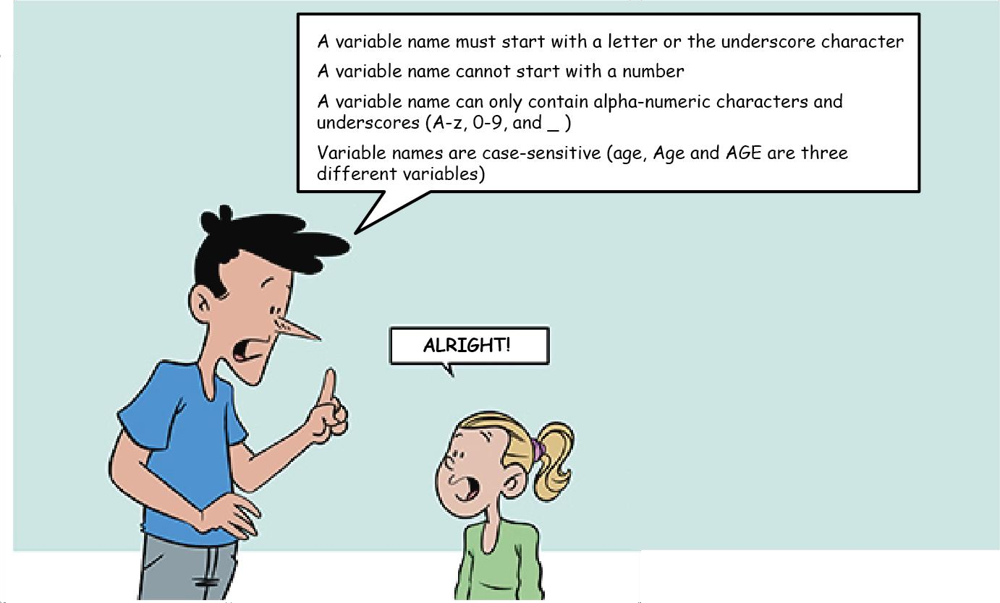 A variable name must start with a letter or the underscore character
A variable name cannot start with a number
A variable name can only contain alpha-numeric characters and
underscores (A-z, 0-9, and _ )
Variable names are case-sensitive (age, Age and AGE are three
different variables)
ALRIGHT!